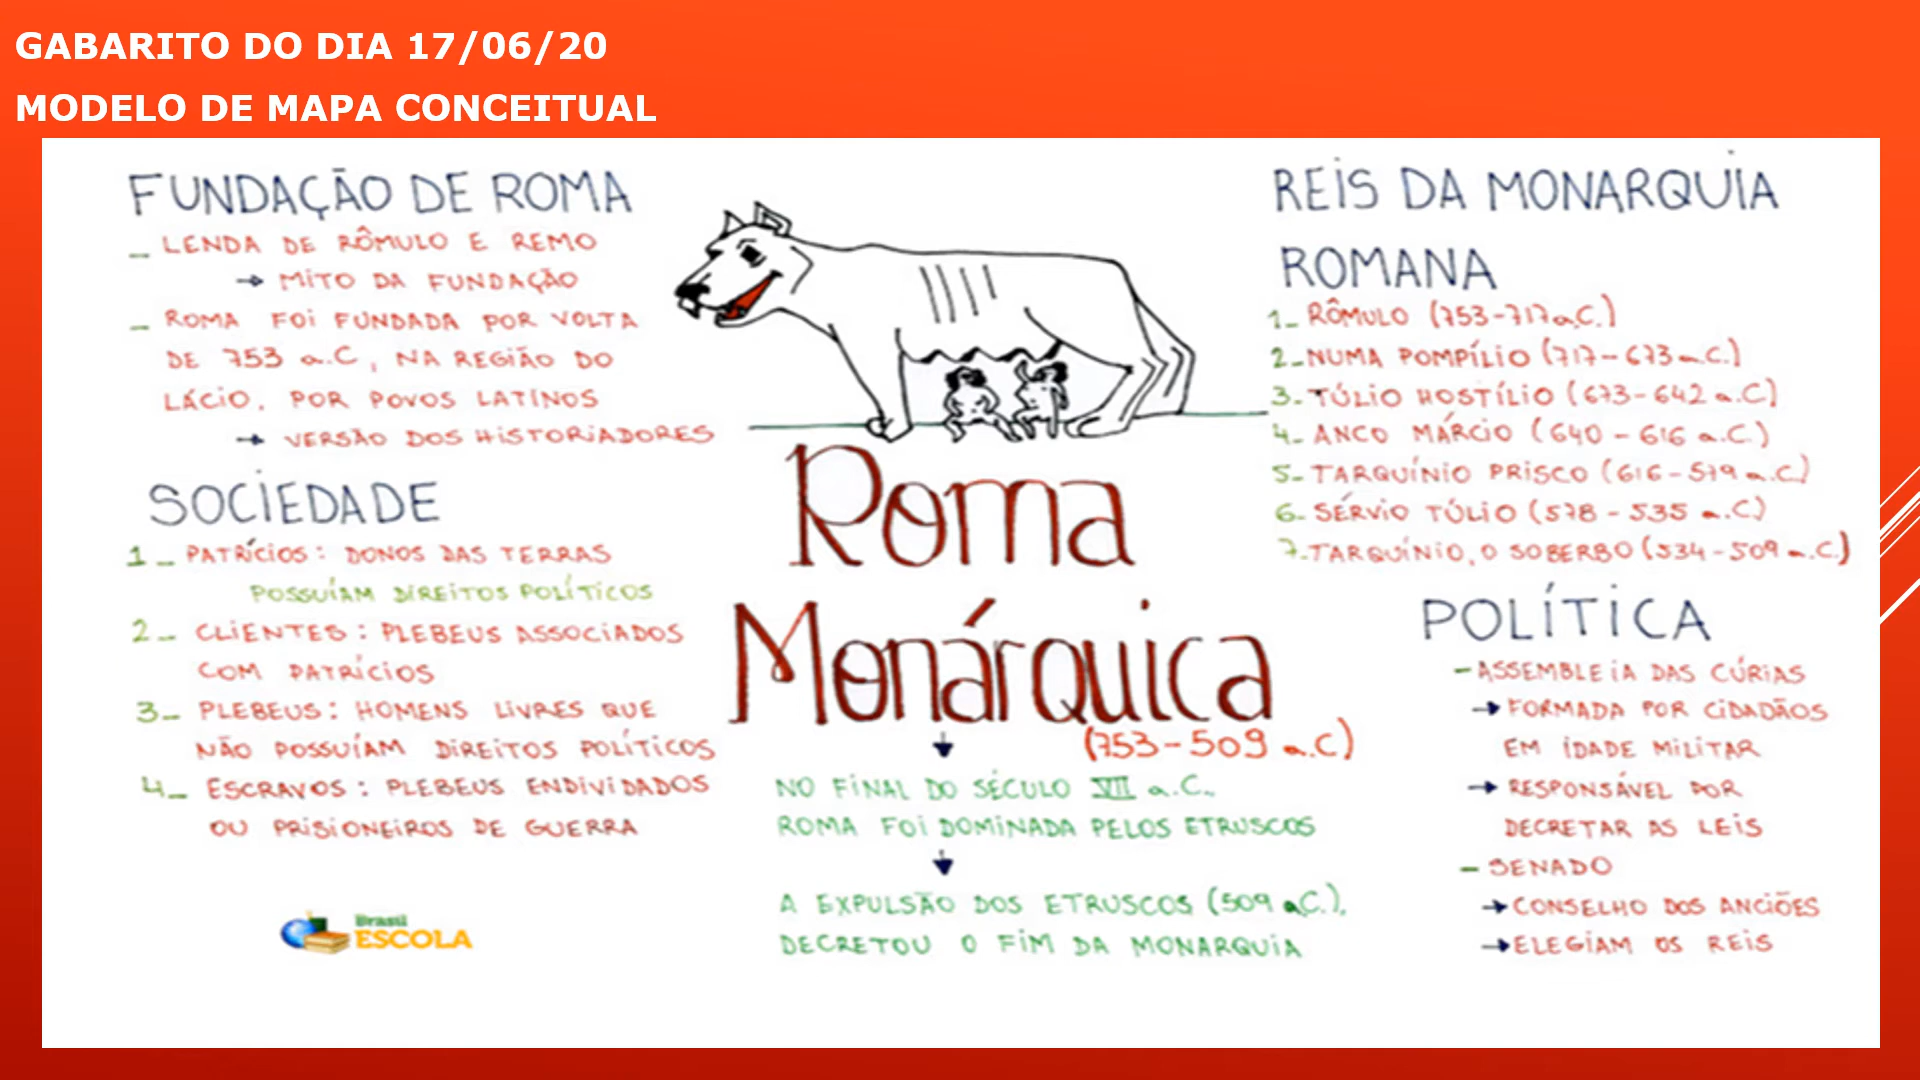 GABARITO DO DIA 17/06/20
MODELO DE MAPA CONCEITUAL
FUNDAÇÃO DE ROMA
_ LENDA DE RÔMULO E REMO
→ MITO DA FUNDAÇÃO
_ ROMA FOI FUNDADA POR VOLTA
DE 753 a.C, NA REGIÃO DO
LÁCIO, POR POVOS LATINOS
→ VERSÃO DOS HISTORIADORES
SOCIEDADE
1_ PATRÍCIOS: DONOS DAS TERRAS
POSSUÍAM DIREITOS POLÍTICOS
2_ CLIENTES: PLEBEUS ASSOCIADOS
COM PATRÍCIOS
3_ PLEBEUS: HOMENS LIVRES QUE
NÃO POSSUÍAM DIREITOS POLÍTICOS
4_ ESCRAVOS: PLEBEUS ENDIVIDADOS
OU PRISIONEIROS DE GUERRA
Brasil
ESCOLA
Roma
Monárquica
(753-509 a.C)
NO FINAL DO SÉCULO VII a.C.,
ROMA FOI DOMINADA PELOS ETRUSCOS
A EXPULSÃO DOS ETRUSCOS (509 a.C.),
DECRETOU O FIM DA MONARQUIA
REIS DA MONARQUIA
ROMANA
1_ RÔMULO (753-717 a.C.)
2_ NUMA POMPÍLIO (717-673 a.C.)
3- TÚLIO HOSTÍLIO (673-642 a.C)
4- ANCO MÁRCIO (640-616 a.C.)
5- TARQUÍNIO PRISCO (616-579 a.C)
6- SÉRVIO TÚLIO (578-535 a.C)
7- TARQUÍNIO, O SOBERBO (534-509 a.C.)
POLÍTICA
- ASSEMBLEIA DAS CÚRIAS
→ FORMADA POR CIDADÃOS
EM IDADE MILITAR
→ RESPONSÁVEL POR
DECRETAR AS LEIS
- SENADO
→ CONSELHO DOS ANCIÕES
→ ELEGIAM OS REIS